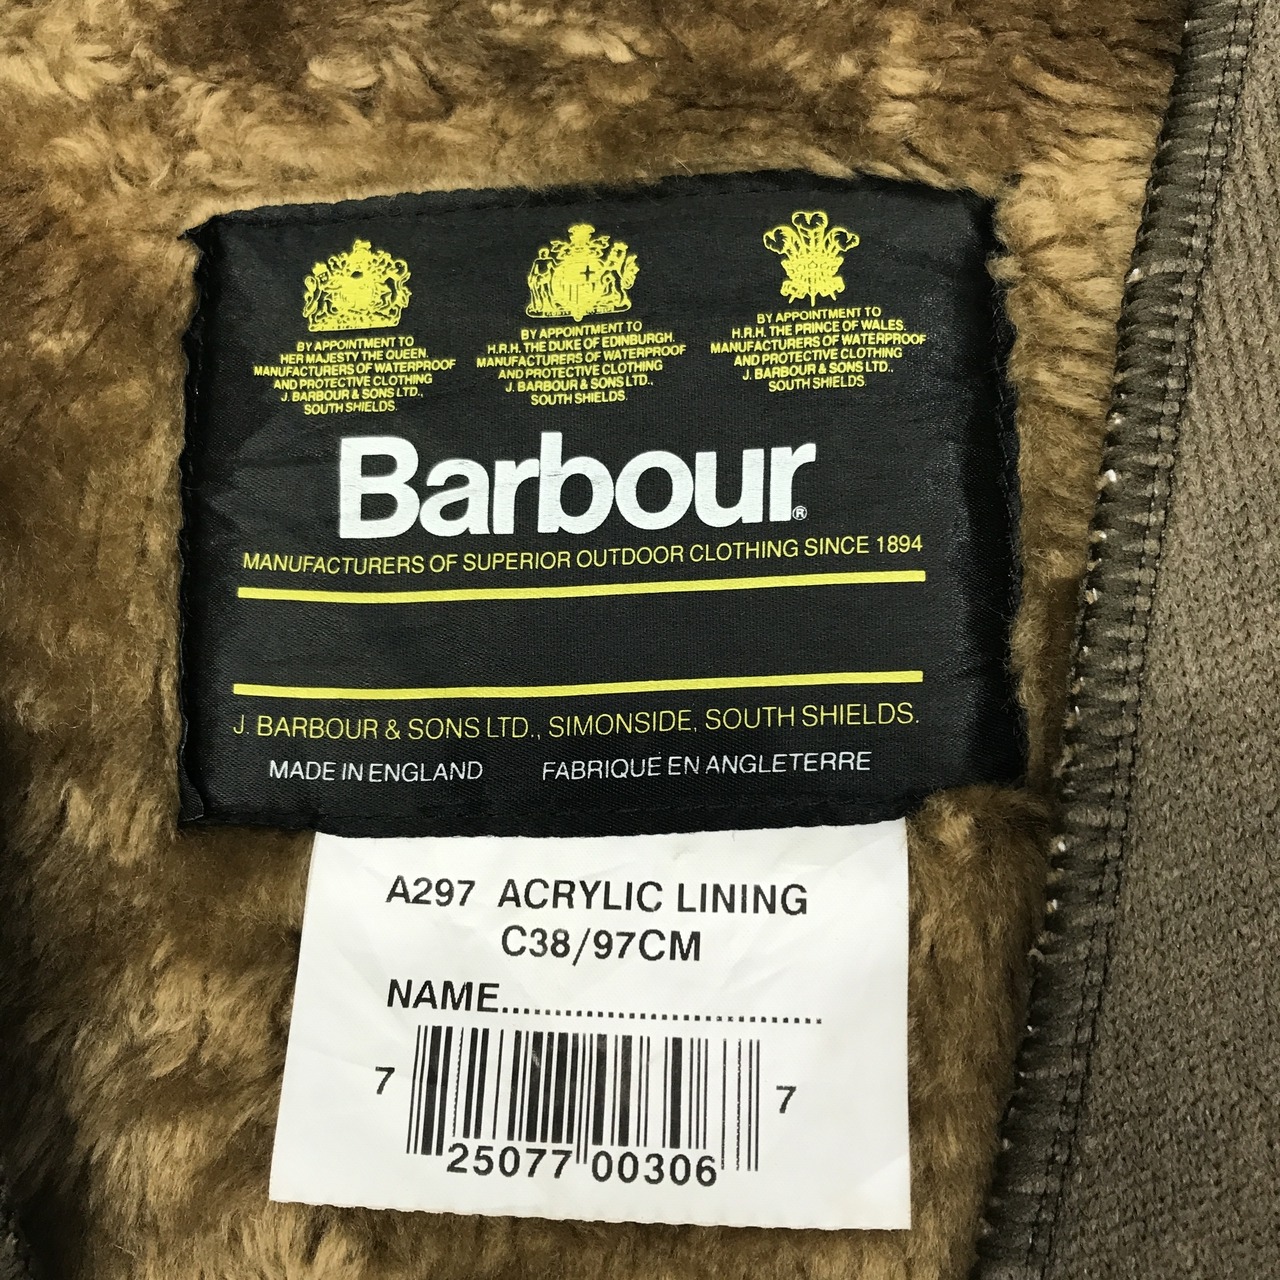 BY APPOINTMENT TO
HER MAJESTY THE QUEEN.
MANUFACTURERS OF WATERPROOF
AND PROTECTIVE CLOTHING
J. BARBOUR & SONS LTD.,
SOUTH SHIELDS.
BY APPOINTMENT TO
H.R.H. THE DUKE OF EDINBURGH.
MANUFACTURERS OF WATERPROOF
AND PROTECTIVE CLOTHING
J. BARBOUR & SONS LTD.,
SOUTH SHIELDS.
BY APPOINTMENT TO
H.R.H. THE PRINCE OF WALES.
MANUFACTURERS OF WATERPROOF
AND PROTECTIVE CLOTHING
J. BARBOUR & SONS LTD.,
SOUTH SHIELDS.
Barbour®
MANUFACTURERS OF SUPERIOR OUTDOOR CLOTHING SINCE 1894
J. BARBOUR & SONS LTD., SIMONSIDE, SOUTH SHIELDS.
MADE IN ENGLAND FABRIQUE EN ANGLETERRE
A297 ACRYLIC LINING
C38/97CM
NAME................................
7 25077 00306 7